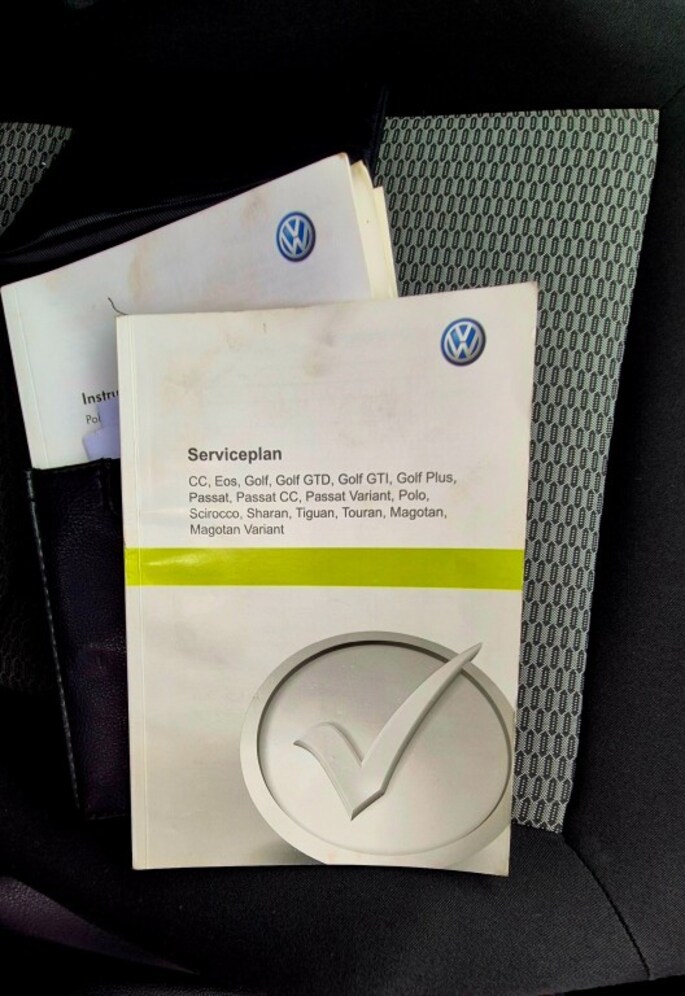 Serviceplan
CC, Eos, Golf, Golf GTD, Golf GTI, Golf Plus,
Passat, Passat CC, Passat Variant, Polo,
Scirocco, Sharan, Tiguan, Touran, Magotan,
Magotan Variant